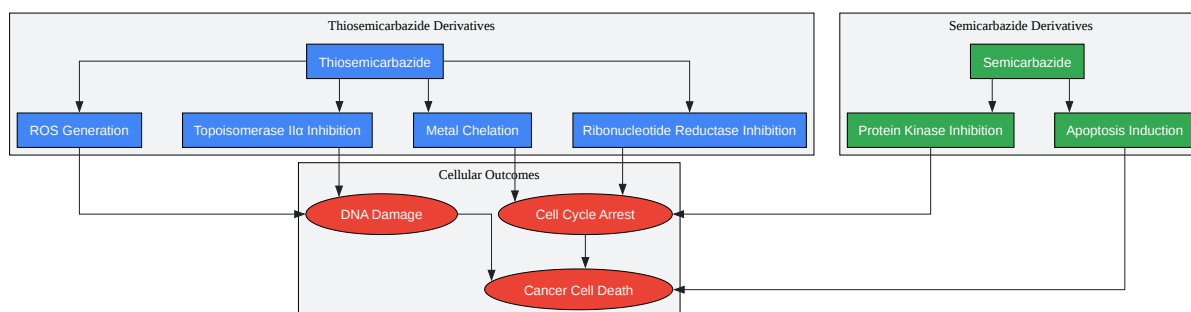 Thiosemicarbazide Derivatives
Semicarbazide Derivatives
Thiosemicarbazide
Semicarbazide
ROS Generation
Topoisomerase IIα Inhibition
Metal Chelation
Ribonucleotide Reductase Inhibition
Protein Kinase Inhibition
Apoptosis Induction
Cellular Outcomes
DNA Damage
Cell Cycle Arrest
Cancer Cell Death